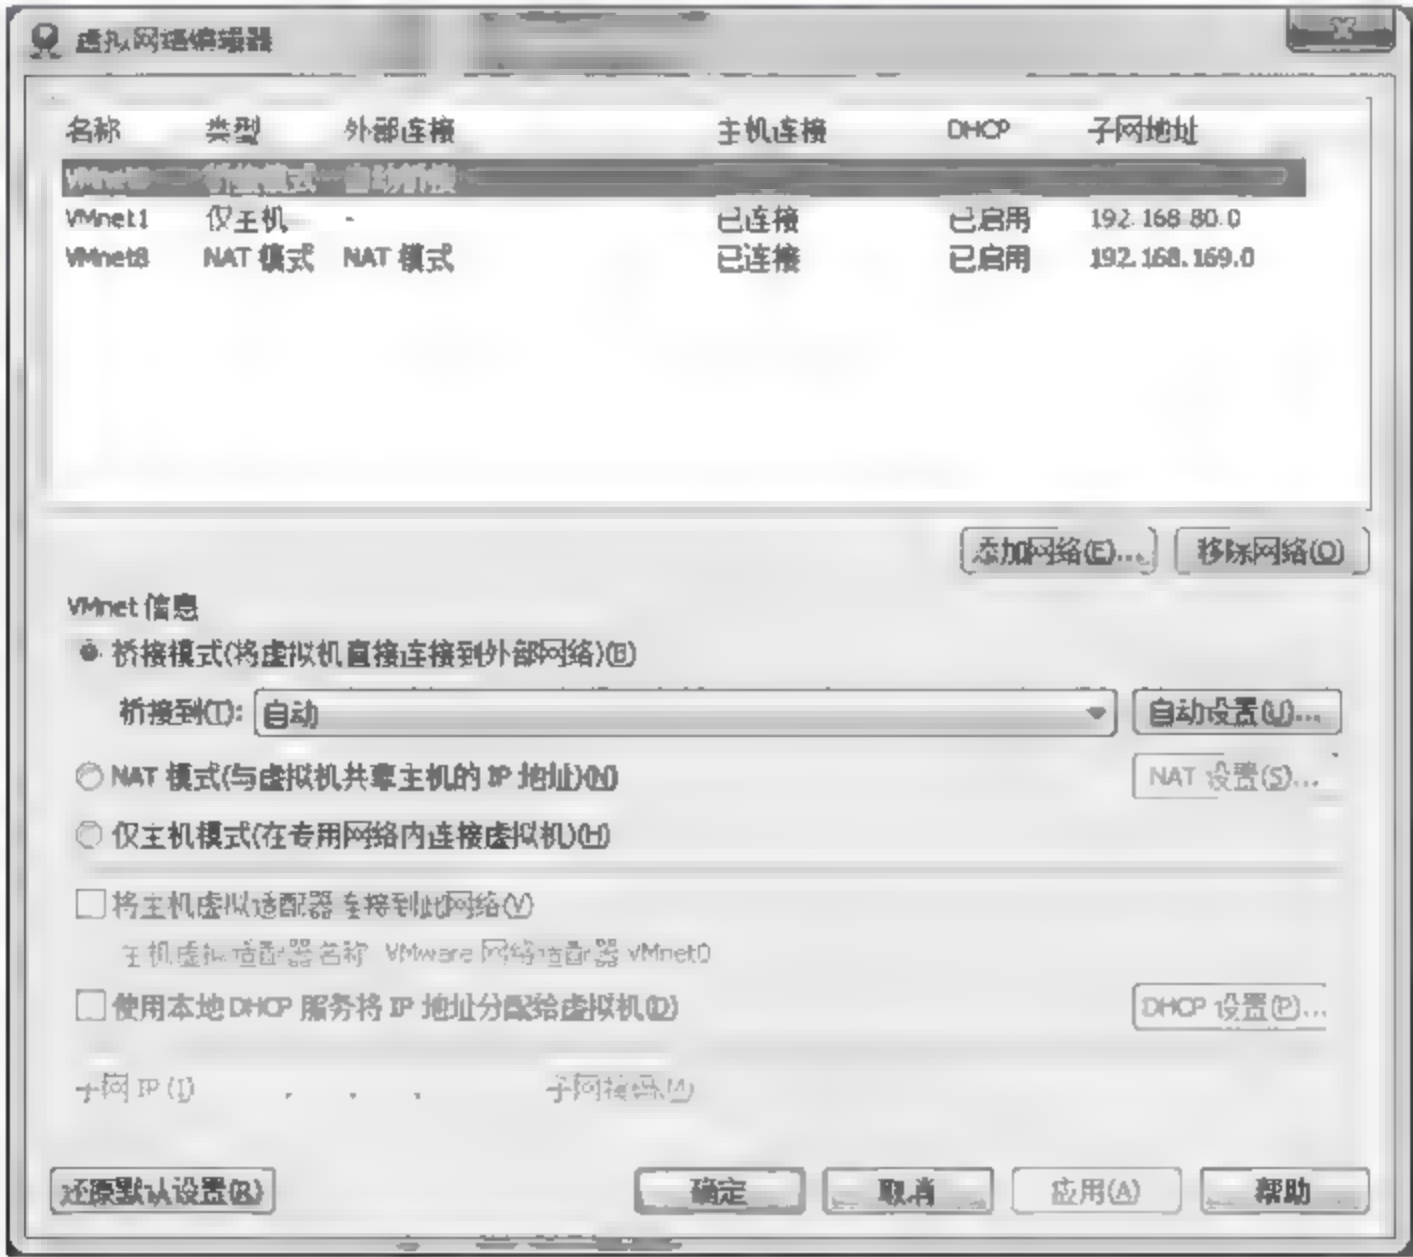 虚拟网络编辑器
名称 类型 外部连接 主机连接 DHCP 子网地址
VMnet0 桥接模式 自动桥接
VMnet1 仅主机 - 已连接 已启用 192.168.80.0
VMnet8 NAT 模式 NAT 模式 已连接 已启用 192.168.169.0
添加网络(E)... 移除网络(O)
VMnet 信息
桥接模式(将虚拟机直接连接到外部网络)(B)
桥接到(T): 自动 自动设置(U)...
NAT 模式(与虚拟机共享主机的 IP 地址)(N) NAT 设置(S)...
仅主机模式(在专用网络内连接虚拟机)(H)
将主机虚拟适配器连接到此网络(V)
主机虚拟适配器名称 VMware 网络适配器 VMnet0
使用本地 DHCP 服务将 IP 地址分配给虚拟机(D) DHCP 设置(P)...
子网 IP (I) . . . 子网掩码(M)
还原默认设置(R) 确定 取消 应用(A) 帮助